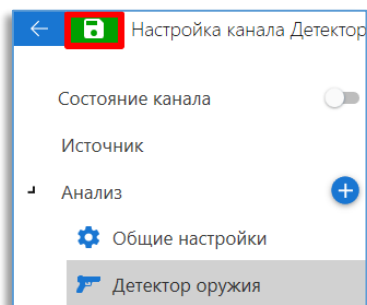 Настройка канала Детектор
Состояние канала
Источник
Анализ
Общие настройки
Детектор оружия